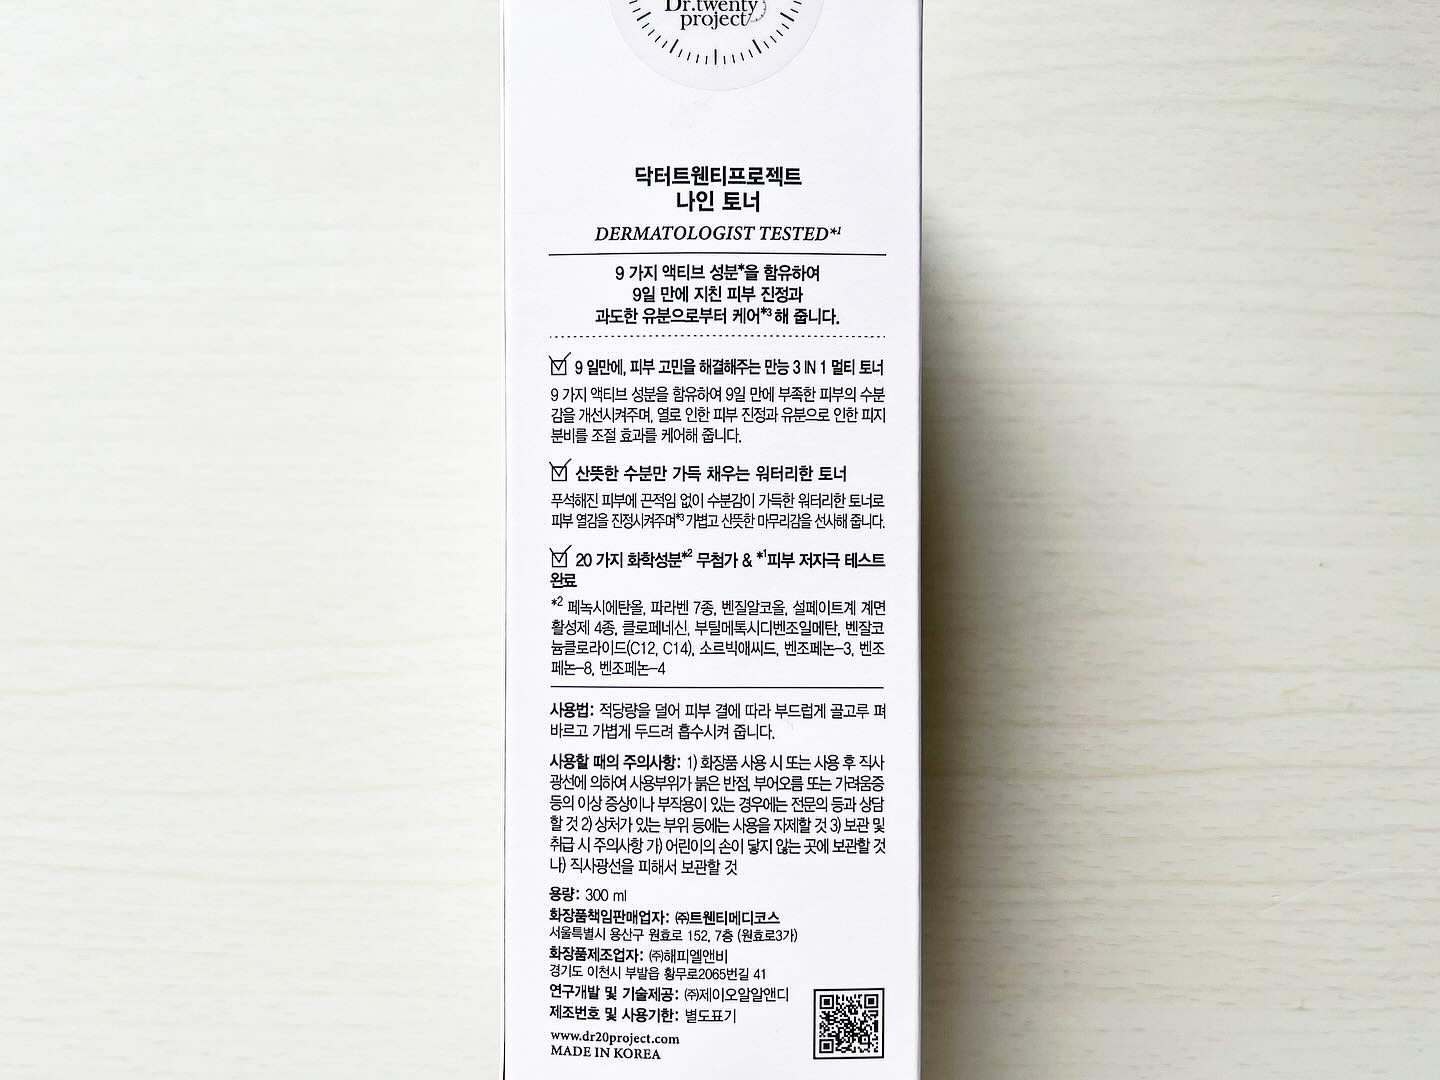 Dr.twenty
project
닥터트웬티프로젝트
나인 토너
DERMATOLOGIST TESTED*1
9 가지 액티브 성분*을 함유하여
9일 만에 지친 피부 진정과
과도한 유분으로부터 케어*3 해 줍니다.
9 일만에, 피부 고민을 해결해주는 만능 3 IN 1 멀티 토너
9 가지 액티브 성분을 함유하여 9일 만에 부족한 피부의 수분
감을 개선시켜주며, 열로 인한 피부 진정과 유분으로 인한 피지
분비를 조절 효과를 케어해 줍니다.
산뜻한 수분만 가득 채우는 워터리한 토너
푸석해진 피부에 끈적임 없이 수분감이 가득한 워터리한 토너로
피부 열감을 진정시켜주며*3 가볍고 산뜻한 마무리감을 선사해 줍니다.
20 가지 화학성분*2 무첨가 & *1피부 저자극 테스트
완료
*2 페녹시에탄올, 파라벤 7종, 벤질알코올, 설페이트계 계면
활성제 4종, 클로페네신, 부틸메톡시디벤조일메탄, 벤잘코
늄클로라이드(C12, C14), 소르빅애씨드, 벤조페논-3, 벤조
페논-8, 벤조페논-4
사용법: 적당량을 덜어 피부 결에 따라 부드럽게 골고루 펴
바르고 가볍게 두드려 흡수시켜 줍니다.
사용할 때의 주의사항: 1) 화장품 사용 시 또는 사용 후 직사
광선에 의하여 사용부위가 붉은 반점, 부어오름 또는 가려움증
등의 이상 증상이나 부작용이 있는 경우에는 전문의 등과 상담
할 것 2) 상처가 있는 부위 등에는 사용을 자제할 것 3) 보관 및
취급 시 주의사항 가) 어린이의 손이 닿지 않는 곳에 보관할 것
나) 직사광선을 피해서 보관할 것
용량: 300 ml
화장품책임판매업자: ㈜트웬티메디코스
서울특별시 용산구 원효로 152, 7층 (원효로3가)
화장품제조업자: ㈜해피엘앤비
경기도 이천시 부발읍 황무로2065번길 41
연구개발 및 기술제공: ㈜제이오알알앤디
제조번호 및 사용기한: 별도표기
www.dr20project.com
MADE IN KOREA